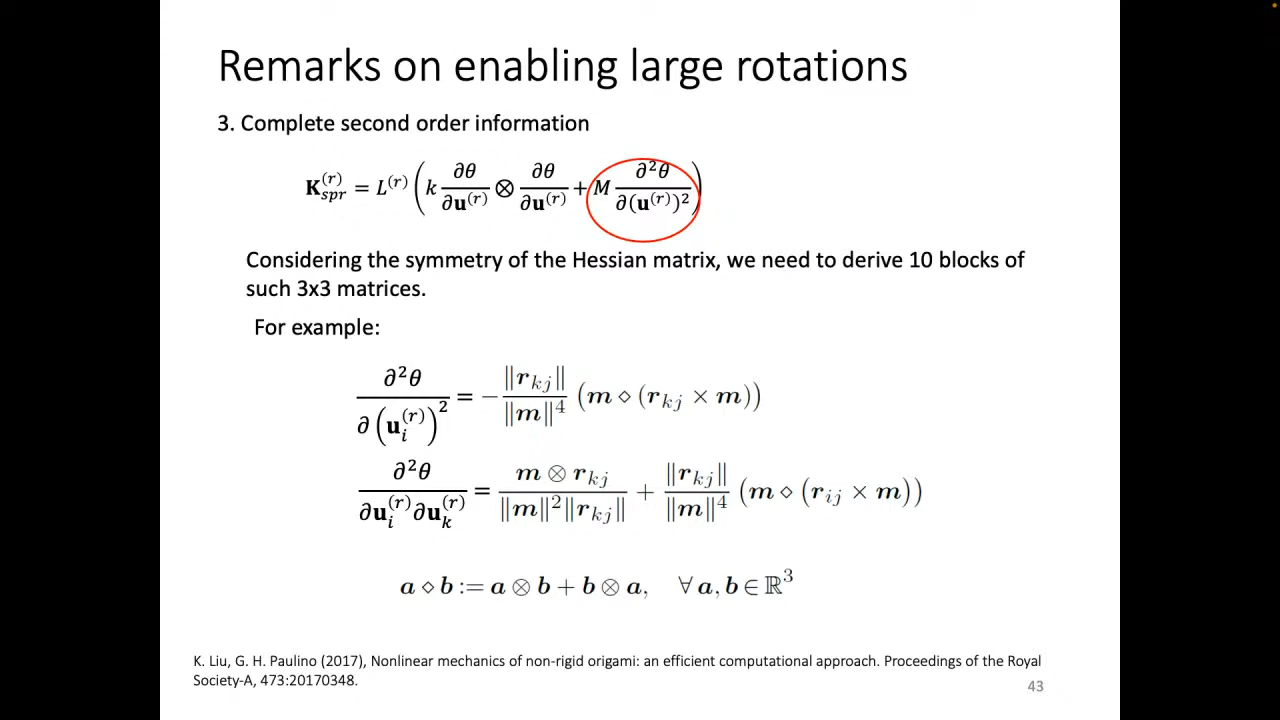 Remarks on enabling large rotations
3. Complete second order information
𝐊_{spr}^{(r)} = L^{(r)} ( k ∂θ/∂𝐮^{(r)} ⊗ ∂θ/∂𝐮^{(r)} + M ∂²θ/∂(𝐮^{(r)})² )
Considering the symmetry of the Hessian matrix, we need to derive 10 blocks of
such 3x3 matrices.
For example:
∂²θ/∂(𝐮_i^{(r)})² = − ‖r_{kj}‖/‖m‖⁴ (m ⋄ (r_{kj} × m))
∂²θ/∂𝐮_i^{(r)}∂𝐮_k^{(r)} = m ⊗ r_{kj}/‖m‖²‖r_{kj}‖ + ‖r_{kj}‖/‖m‖⁴ (m ⋄ (r_{ij} × m))
a ⋄ b := a ⊗ b + b ⊗ a, ∀ a, b ∈ ℝ³
K. Liu, G. H. Paulino (2017), Nonlinear mechanics of non-rigid origami: an efficient computational approach. Proceedings of the Royal
Society-A, 473:20170348.
43